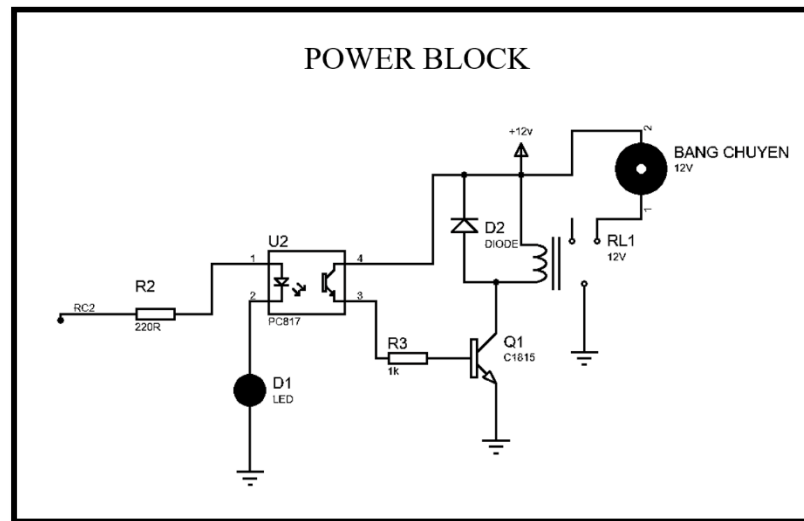 POWER BLOCK
+12v
2
BANG CHUYEN
12V
1
D2
DIODE
RL1
12V
U2
1
4
2
3
PC817
R2
RC2
220R
R3
1k
Q1
C1815
D1
LED